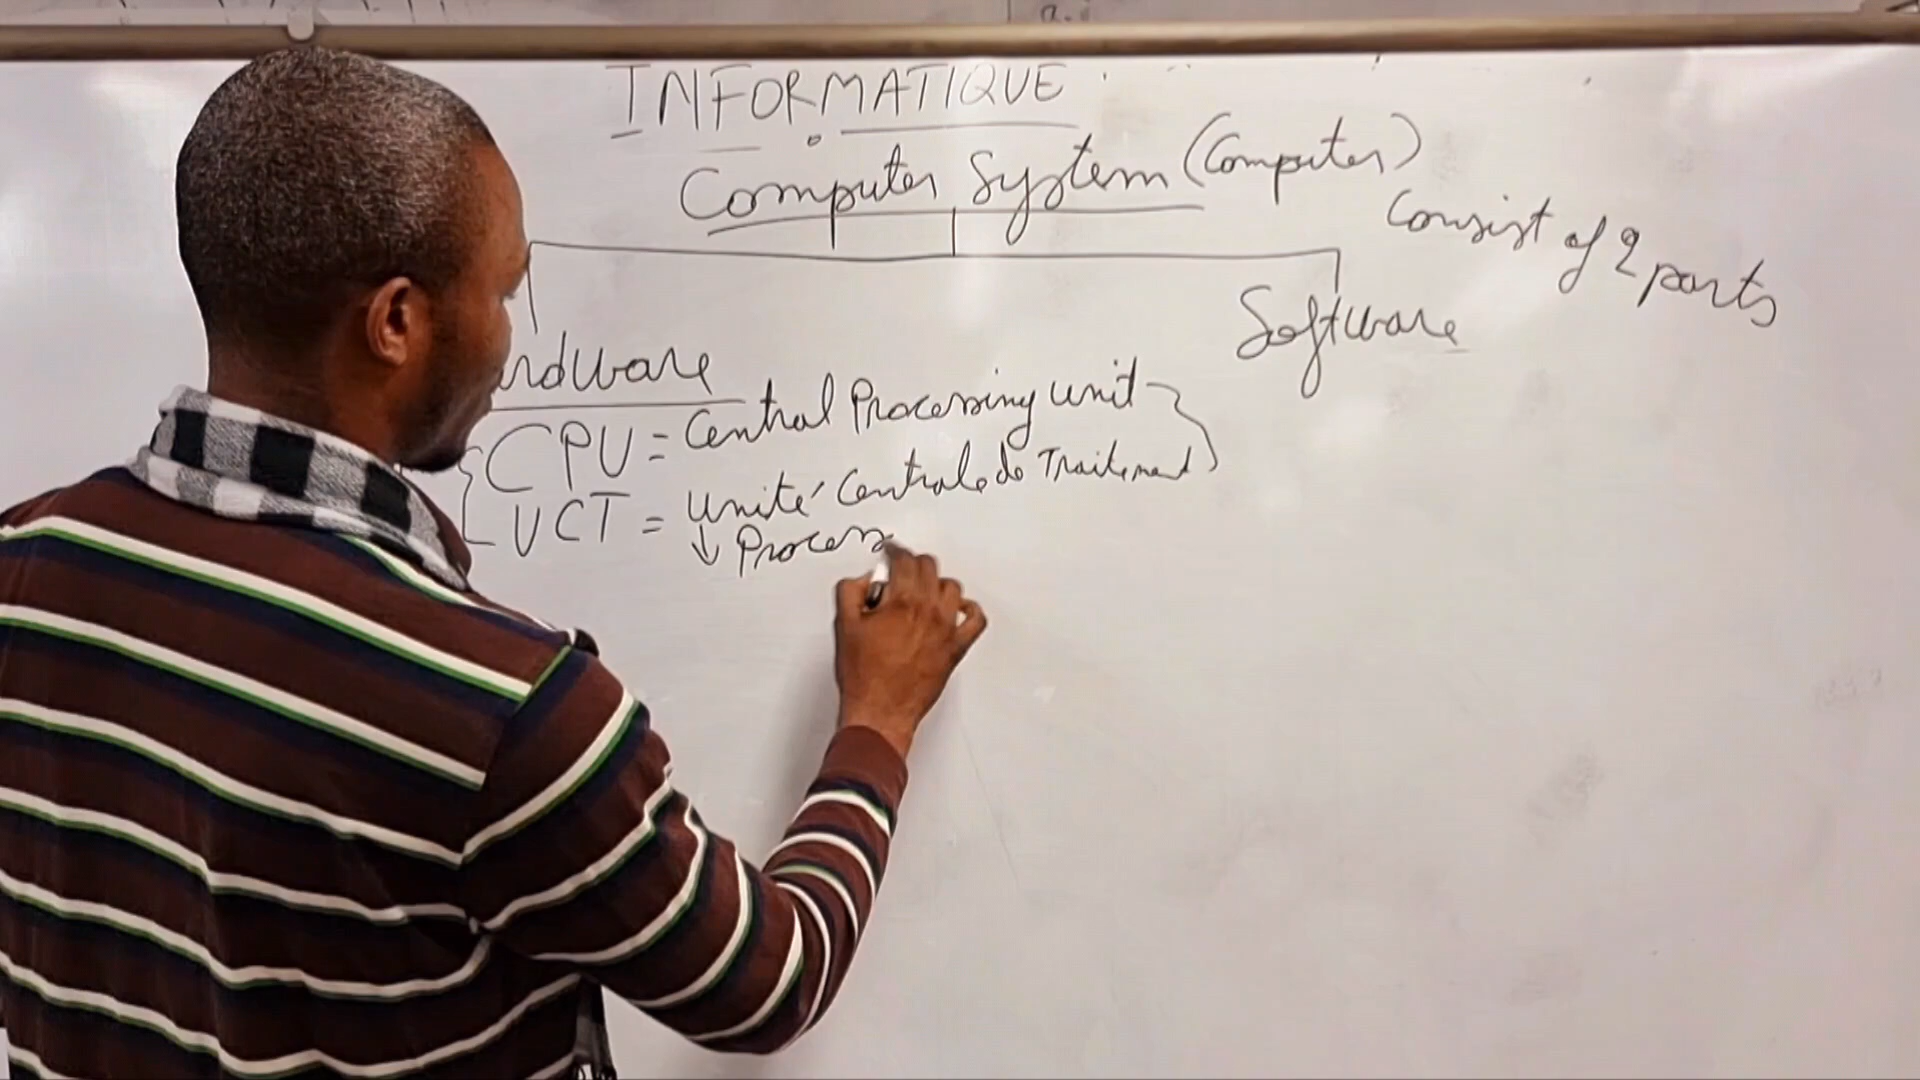 a.
INFORMATIQUE
Computer System (Computer)
Consist of 2 parts
rdware
Software
CPU = Central Processing unit
UCT = Unité Centrale de Traitement
↓ Process